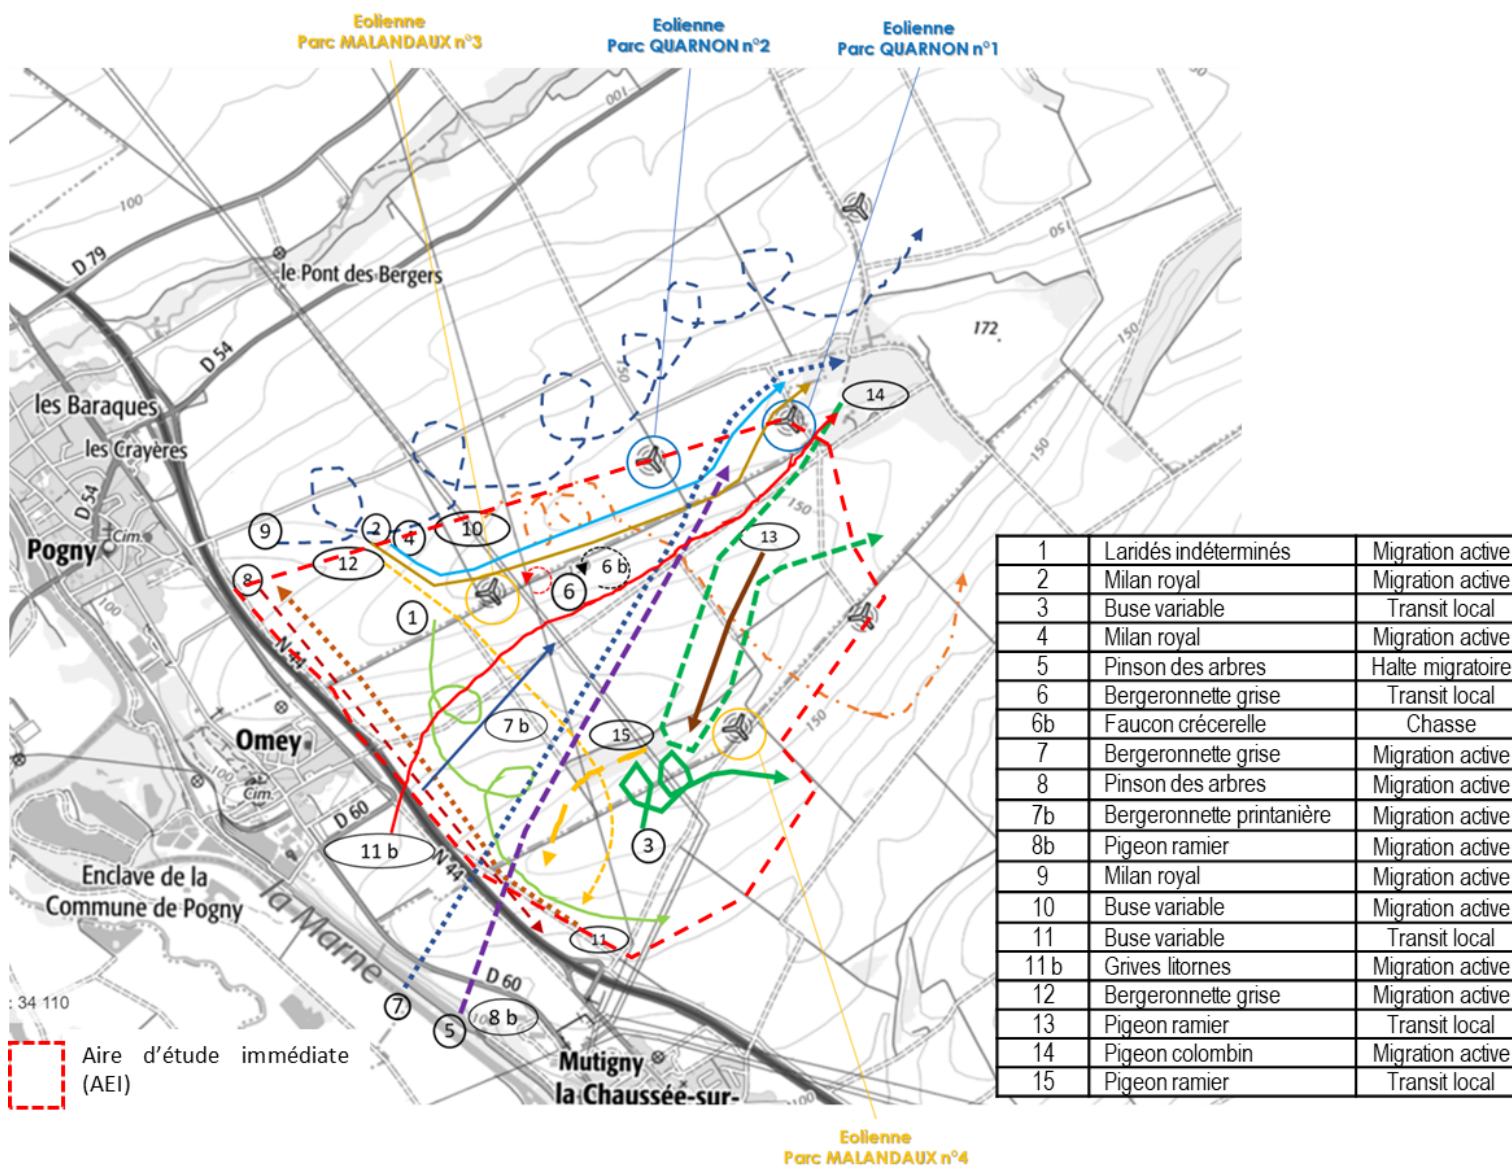 Eolienne
Parc MALANDAUX n°3
Eolienne
Parc QUARNON n°2
Eolienne
Parc QUARNON n°1
100
100
50
150
150
D 79
le Pont des Bergers
172.
150
D 54
150
les Baraques
les Crayères
14
150
D 54
150
Cim.
Pogny
9
2
4
10
13
12
8
6
6 b
1
100
N 44
7 b
15
150
Omey
100
Cim.
D 60
11 b
3
N 44
Enclave de la
Commune de Pogny
la Marne
11
D 60
: 34 110
7
5
8 b
100
Mutigny
la Chaussée-sur-
100
Aire d'étude immédiate
(AEI)
Eolienne
Parc MALANDAUX n°4
1 Laridés indéterminés Migration active
2 Milan royal Migration active
3 Buse variable Transit local
4 Milan royal Migration active
5 Pinson des arbres Halte migratoire
6 Bergeronnette grise Transit local
6b Faucon crécerelle Chasse
7 Bergeronnette grise Migration active
8 Pinson des arbres Migration active
7b Bergeronnette printanière Migration active
8b Pigeon ramier Migration active
9 Milan royal Migration active
10 Buse variable Migration active
11 Buse variable Transit local
11 b Grives litornes Migration active
12 Bergeronnette grise Migration active
13 Pigeon ramier Transit local
14 Pigeon colombin Migration active
15 Pigeon ramier Transit local